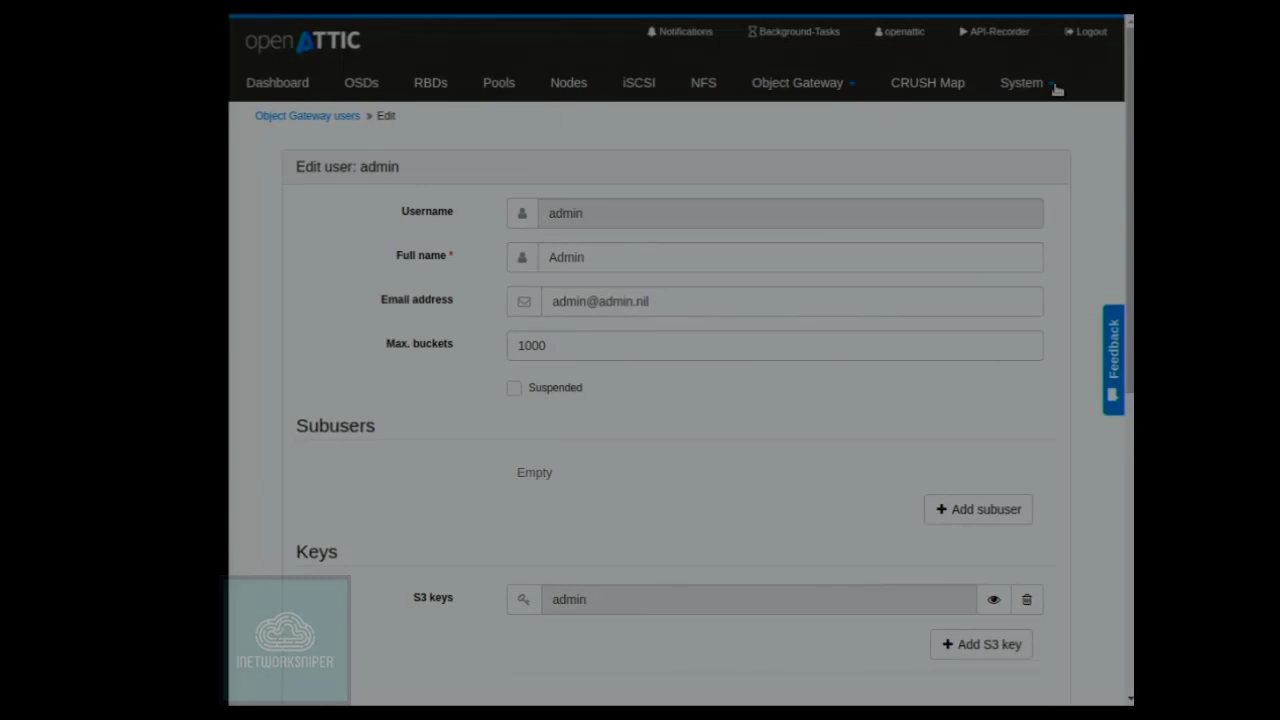 openATTIC
Notifications Background-Tasks openattic API-Recorder Logout
Dashboard OSDs RBDs Pools Nodes iSCSI NFS Object Gateway CRUSH Map System
Object Gateway users » Edit
Edit user: admin
Username admin
Full name * Admin
Email address admin@admin.nil
Max. buckets 1000
Suspended
Feedback
Subusers
Empty
Add subuser
Keys
S3 keys admin
Add S3 key
INETWORKSNIPER